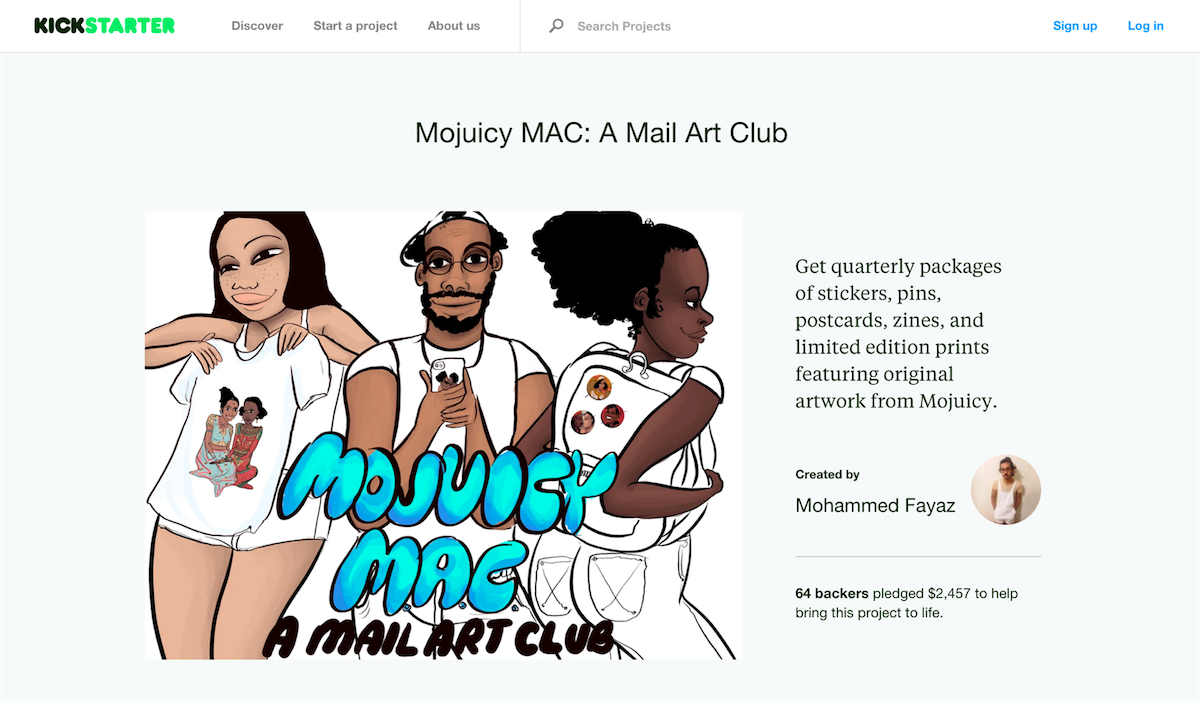 KICKSTARTER Discover Start a project About us Search Projects Sign up Log in
Mojuicy MAC: A Mail Art Club
MOJUICY
M.A.C.
A MAIL ART CLUB
Get quarterly packages
of stickers, pins,
postcards, zines, and
limited edition prints
featuring original
artwork from Mojuicy.
Created by
Mohammed Fayaz
64 backers pledged $2,457 to help
bring this project to life.